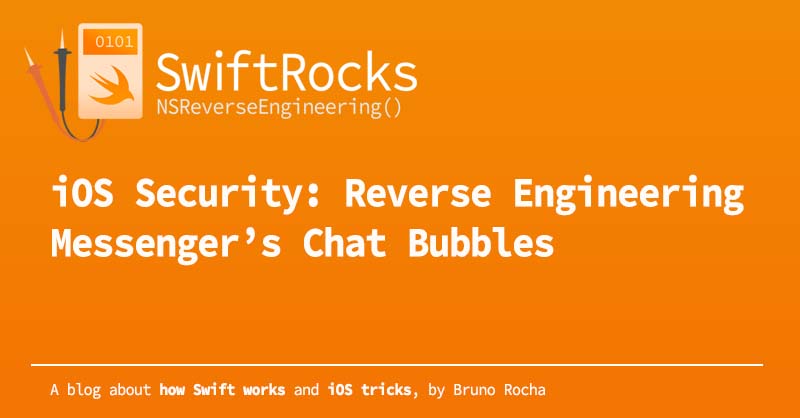 0101
SwiftRocks
NSReverseEngineering()
iOS Security: Reverse Engineering
Messenger’s Chat Bubbles
A blog about how Swift works and iOS tricks, by Bruno Rocha